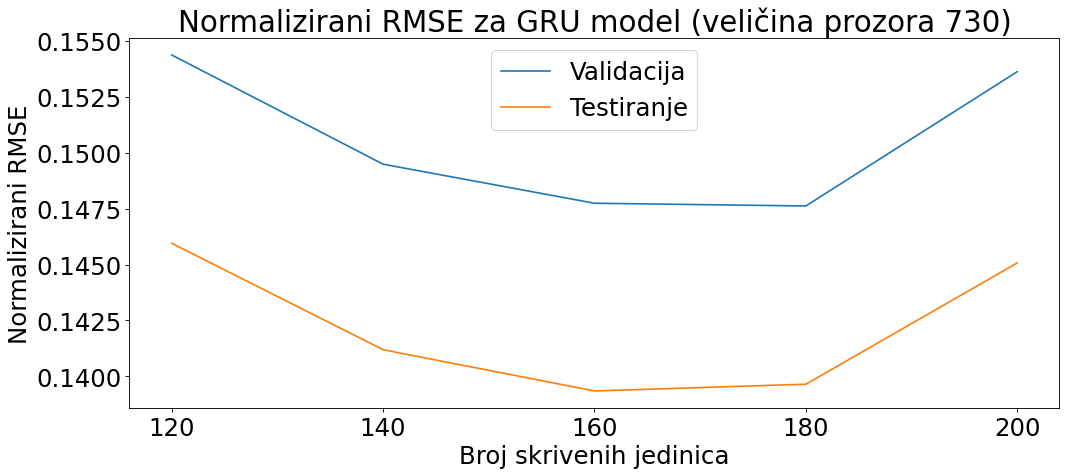 Normalizirani RMSE za GRU model (veličina prozora 730)
Normalizirani RMSE
0.1550
0.1525
0.1500
0.1475
0.1450
0.1425
0.1400
Validacija
Testiranje
120 140 160 180 200
Broj skrivenih jedinica